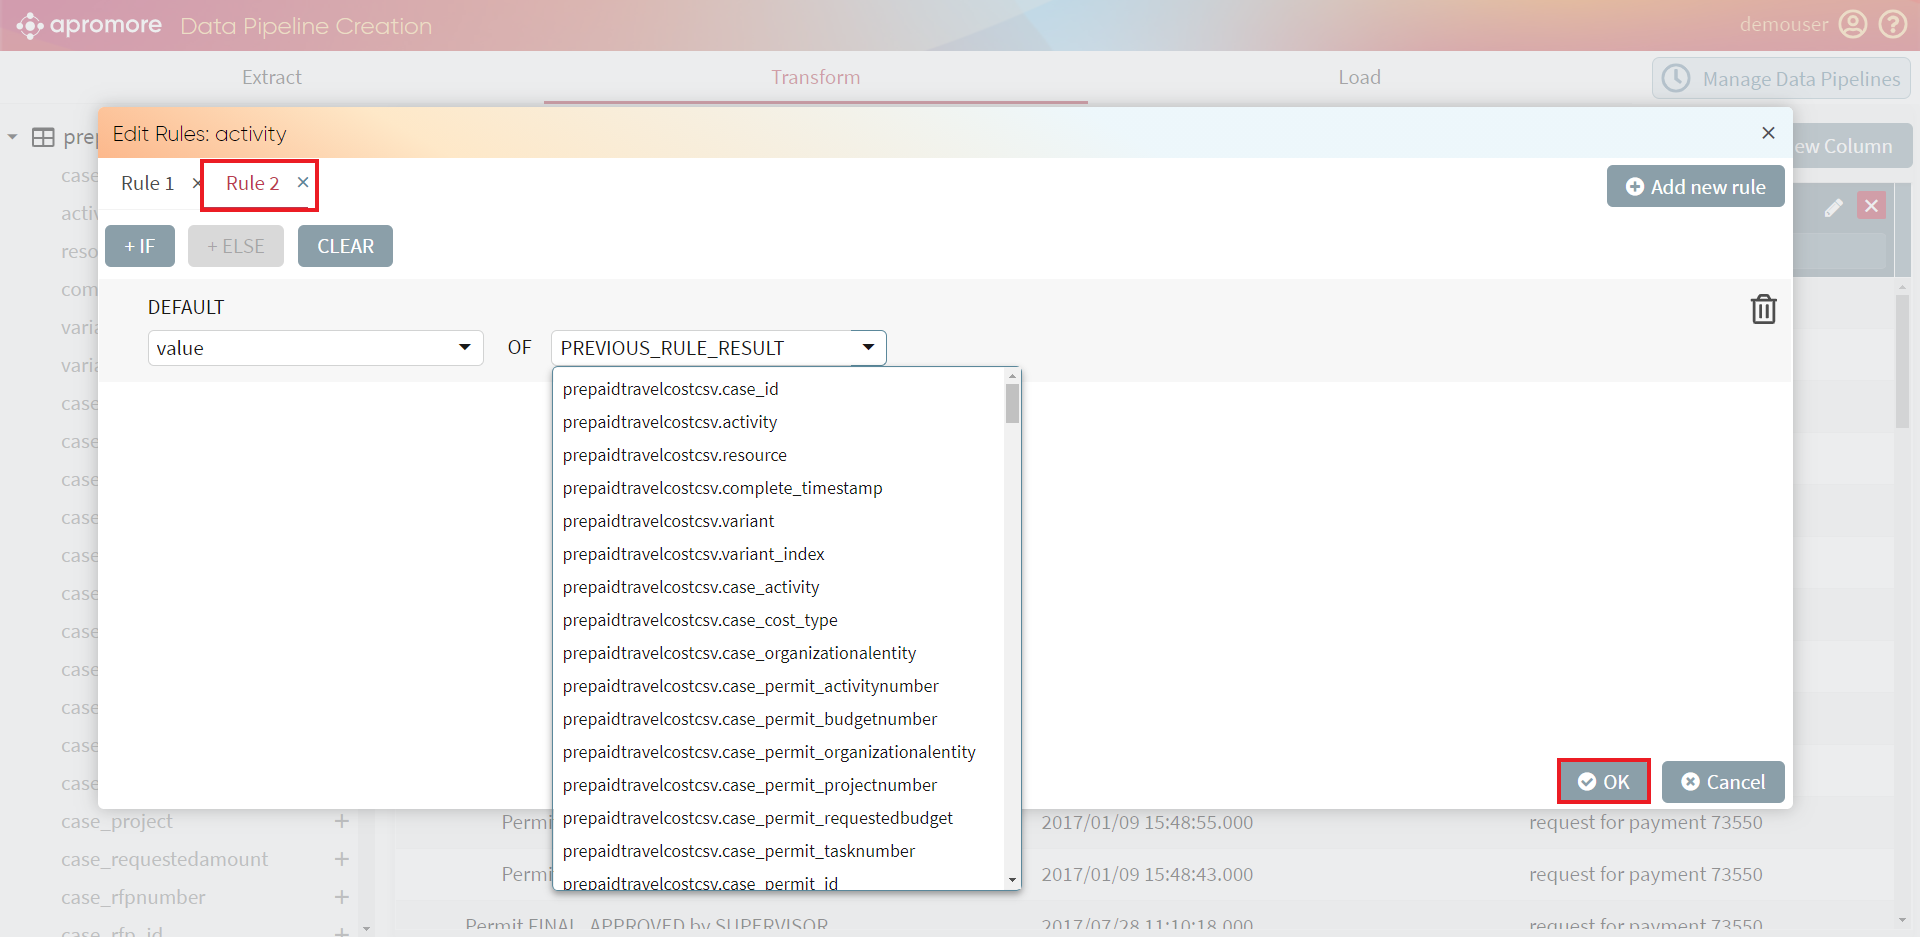 apromore Data Pipeline Creation demouser
Extract Transform Load Manage Data Pipelines
Edit Rules: activity
Rule 1 Rule 2 Add new rule
+ IF + ELSE CLEAR
DEFAULT
value OF PREVIOUS_RULE_RESULT
prepaidtravelcostcsv.case_id
prepaidtravelcostcsv.activity
prepaidtravelcostcsv.resource
prepaidtravelcostcsv.complete_timestamp
prepaidtravelcostcsv.variant
prepaidtravelcostcsv.variant_index
prepaidtravelcostcsv.case_activity
prepaidtravelcostcsv.case_cost_type
prepaidtravelcostcsv.case_organizationalentity
prepaidtravelcostcsv.case_permit_activitynumber
prepaidtravelcostcsv.case_permit_budgetnumber
prepaidtravelcostcsv.case_permit_organizationalentity
prepaidtravelcostcsv.case_permit_projectnumber
prepaidtravelcostcsv.case_permit_requestedbudget
prepaidtravelcostcsv.case_permit_tasknumber
prepaidtravelcostcsv.case_permit_id
OK Cancel
prep
case
activ
reso
com
varia
varia
case
case
case
case
case
case
case
case
case
case
case
case_project +
case_requestedamount +
case_rfpnumber +
case_rfp_id +
ew Column
Permi 2017/01/09 15:48:55.000 request for payment 73550
Permi 2017/01/09 15:48:43.000 request for payment 73550
Permit FINAL_APPROVED by SUPERVISOR 2017/07/28 11:10:18.000 request for payment 73550